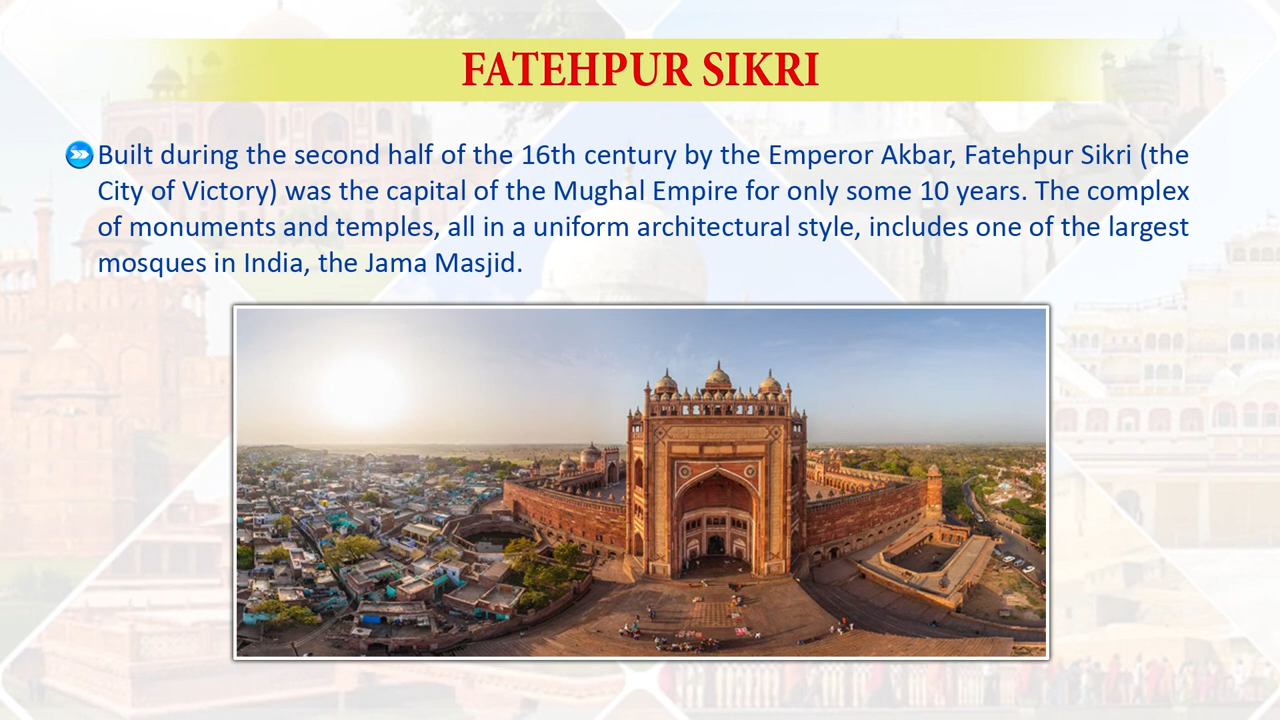 FATEHPUR SIKRI
Built during the second half of the 16th century by the Emperor Akbar, Fatehpur Sikri (the
City of Victory) was the capital of the Mughal Empire for only some 10 years. The complex
of monuments and temples, all in a uniform architectural style, includes one of the largest
mosques in India, the Jama Masjid.